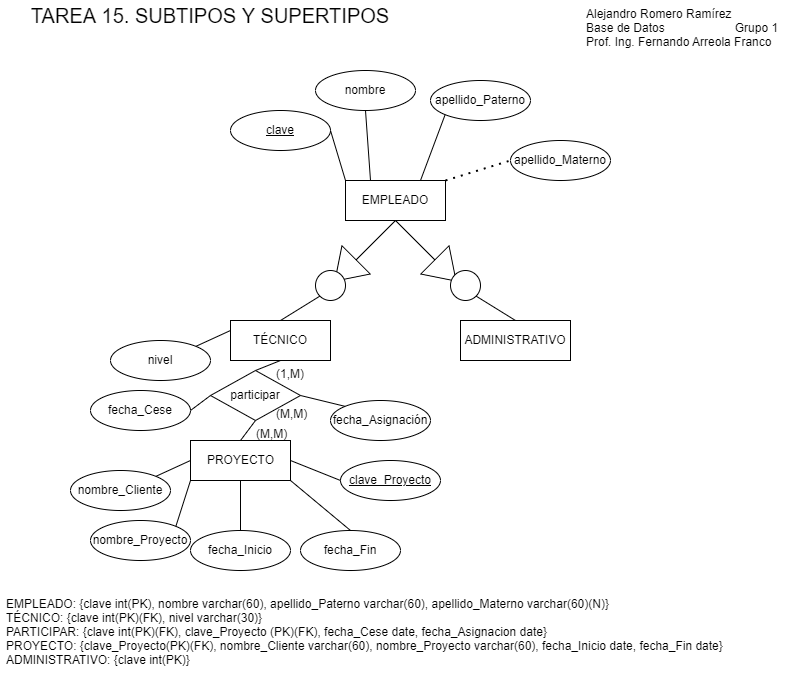 TAREA 15. SUBTIPOS Y SUPERTIPOS
Alejandro Romero Ramírez
Base de Datos Grupo 1
Prof. Ing. Fernando Arreola Franco
nombre
apellido_Paterno
clave
apellido_Materno
EMPLEADO
TÉCNICO
ADMINISTRATIVO
nivel
(1,M)
participar
fecha_Cese
(M,M)
fecha_Asignación
(M,M)
PROYECTO
clave_Proyecto
nombre_Cliente
nombre_Proyecto
fecha_Inicio
fecha_Fin
EMPLEADO: {clave int(PK), nombre varchar(60), apellido_Paterno varchar(60), apellido_Materno varchar(60)(N)}
TÉCNICO: {clave int(PK)(FK), nivel varchar(30)}
PARTICIPAR: {clave int(PK)(FK), clave_Proyecto (PK)(FK), fecha_Cese date, fecha_Asignacion date}
PROYECTO: {clave_Proyecto(PK)(FK), nombre_Cliente varchar(60), nombre_Proyecto varchar(60), fecha_Inicio date, fecha_Fin date}
ADMINISTRATIVO: {clave int(PK)}